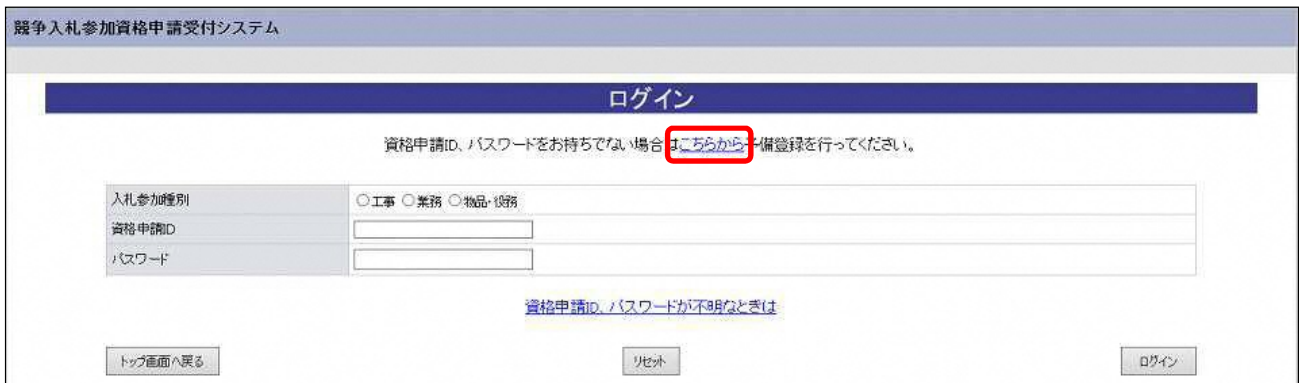 競争入札参加資格申請受付システム
ログイン
資格申請ID、パスワードをお持ちでない場合はこちらから予備登録を行ってください。
入札参加種別 ○工事 ○業務 ○物品・役務
資格申請ID
パスワード
資格申請ID、パスワードが不明なときは
トップ画面へ戻る リセット ログイン